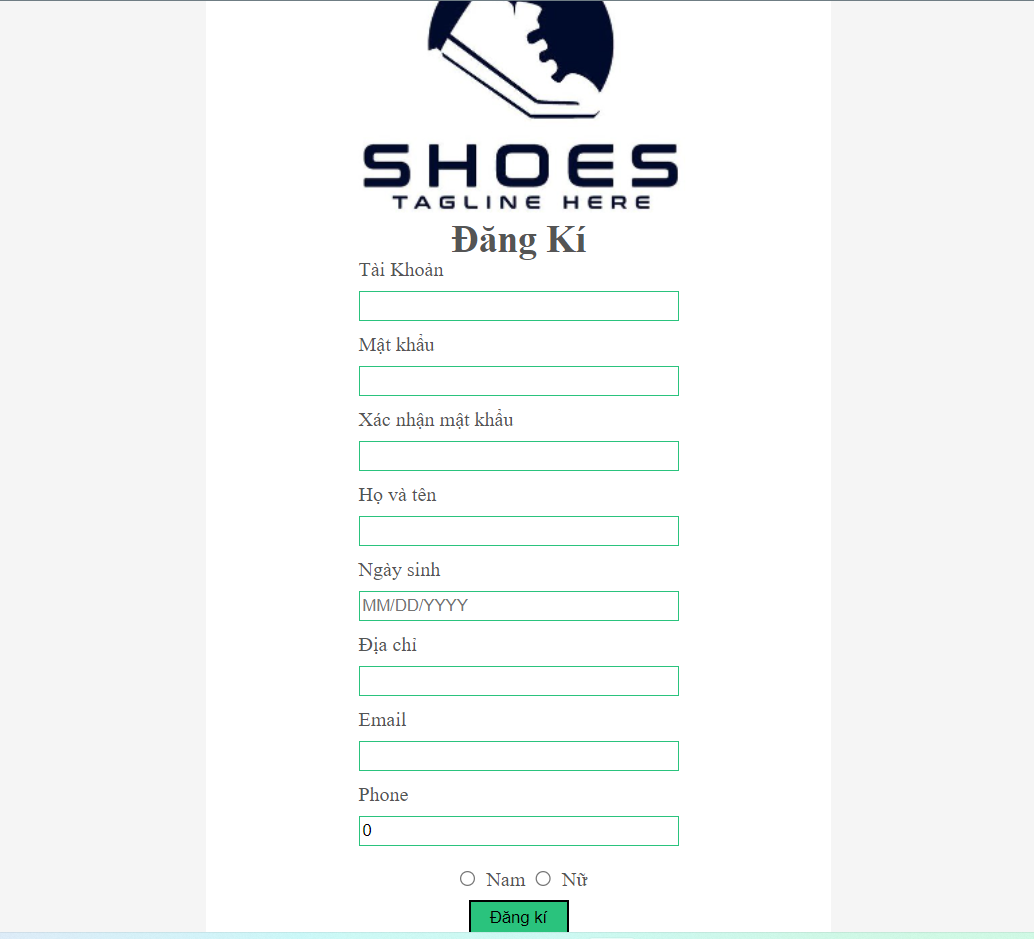 SHOES
TAGLINE HERE
Đăng Kí
Tài Khoản
Mật khẩu
Xác nhận mật khẩu
Họ và tên
Ngày sinh
MM/DD/YYYY
Địa chỉ
Email
Phone
0
Nam Nữ
Đăng kí